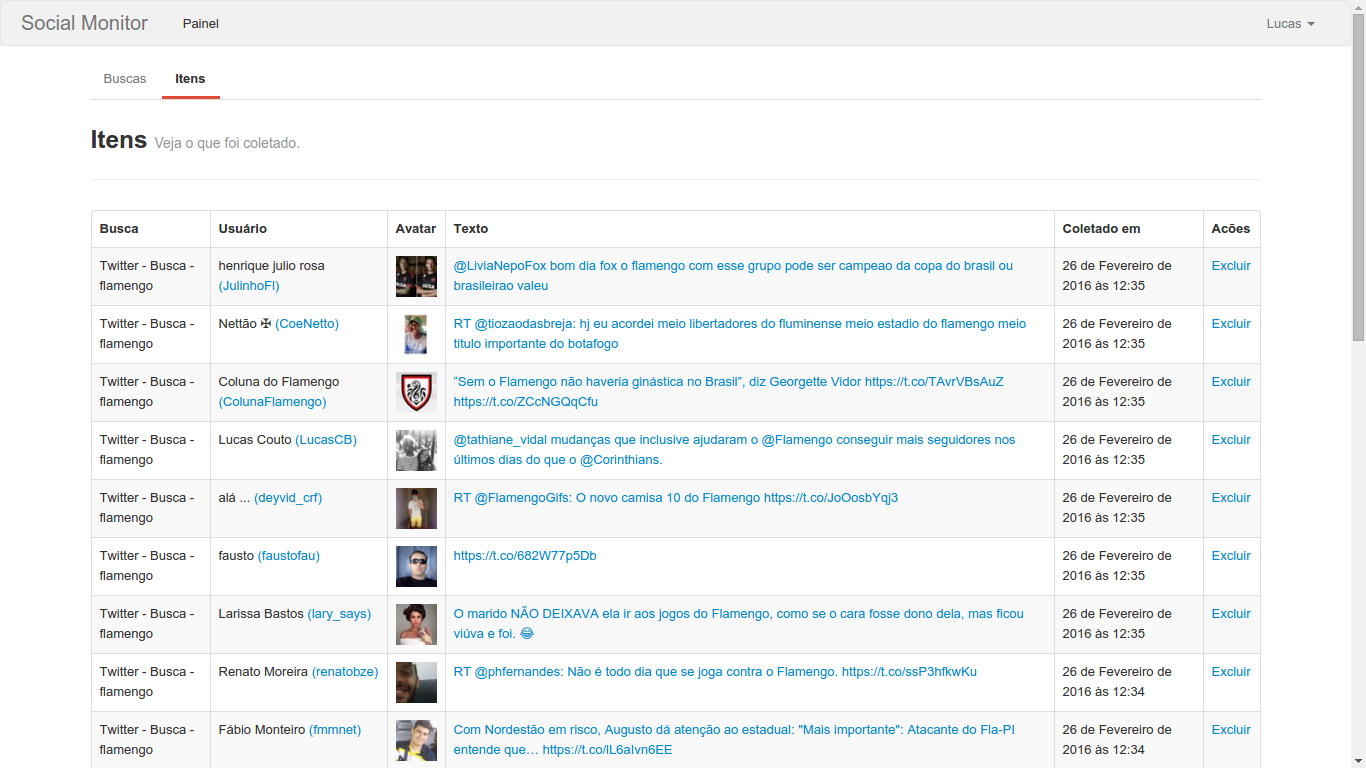 Social Monitor Painel Lucas
Buscas Itens
Itens Veja o que foi coletado.
Busca Usuário Avatar Texto Coletado em Acões
Twitter - Busca - henrique julio rosa @LiviaNepoFox bom dia fox o flamengo com esse grupo pode ser campeao da copa do brasil ou 26 de Fevereiro de Excluir
flamengo (JulinhoFl) brasileirao valeu 2016 às 12:35
Twitter - Busca - Nettão ✠ (CoeNetto) RT @tiozaodasbreja: hj eu acordei meio libertadores do fluminense meio estadio do flamengo meio 26 de Fevereiro de Excluir
flamengo titulo importante do botafogo 2016 às 12:35
Twitter - Busca - Coluna do Flamengo “Sem o Flamengo não haveria ginástica no Brasil”, diz Georgette Vidor https://t.co/TAvrVBsAuZ 26 de Fevereiro de Excluir
flamengo (ColunaFlamengo) https://t.co/ZCcNGQqCfu 2016 às 12:35
Twitter - Busca - Lucas Couto (LucasCB) @tathiane_vidal mudanças que inclusive ajudaram o @Flamengo conseguir mais seguidores nos 26 de Fevereiro de Excluir
flamengo últimos dias do que o @Corinthians. 2016 às 12:35
Twitter - Busca - alá ... (deyvid_crf) RT @FlamengoGifs: O novo camisa 10 do Flamengo https://t.co/JoOosbYqj3 26 de Fevereiro de Excluir
flamengo 2016 às 12:35
Twitter - Busca - fausto (faustofau) https://t.co/682W77p5Db 26 de Fevereiro de Excluir
flamengo 2016 às 12:35
Twitter - Busca - Larissa Bastos (lary_says) O marido NÃO DEIXAVA ela ir aos jogos do Flamengo, como se o cara fosse dono dela, mas ficou 26 de Fevereiro de Excluir
flamengo viúva e foi. 😂 2016 às 12:35
Twitter - Busca - Renato Moreira (renatobze) RT @phfernandes: Não é todo dia que se joga contra o Flamengo. https://t.co/ssP3hfkwKu 26 de Fevereiro de Excluir
flamengo 2016 às 12:34
Twitter - Busca - Fábio Monteiro (fmmnet) Com Nordestão em risco, Augusto dá atenção ao estadual: "Mais importante": Atacante do Fla-PI 26 de Fevereiro de Excluir
flamengo entende que… https://t.co/lL6aIvn6EE 2016 às 12:34